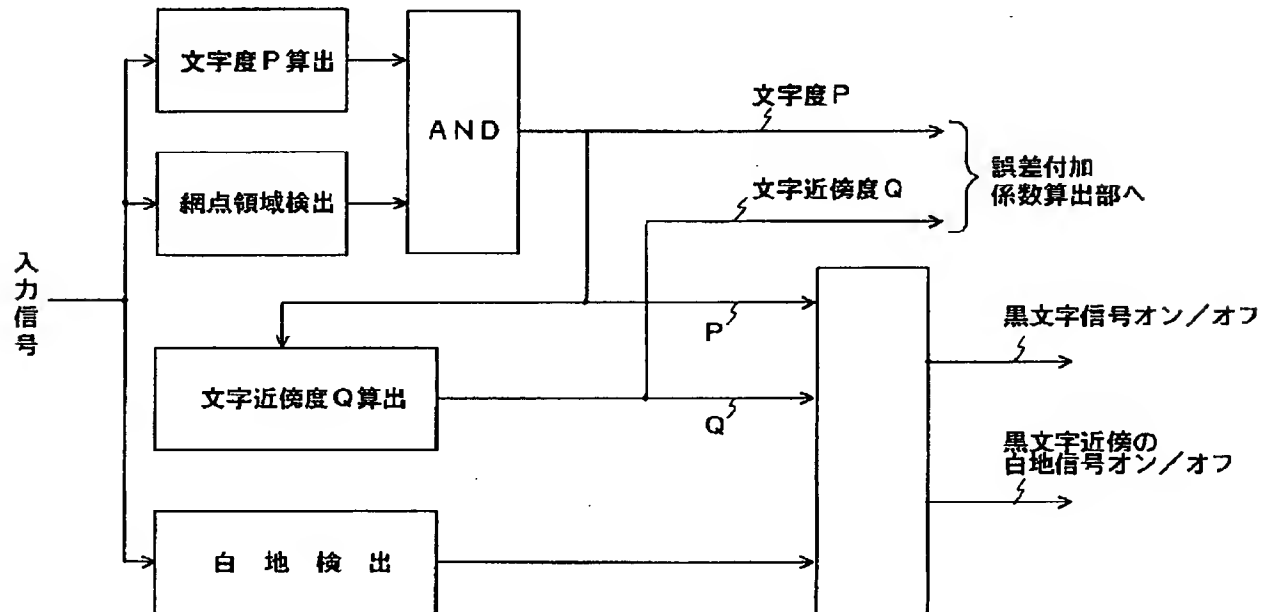 文字度P算出
網点領域検出
AND
文字度P
文字近傍度Q
誤差付加
係数算出部へ
入力信号
文字近傍度Q算出
P
Q
黒文字信号オン/オフ
黒文字近傍の
白地信号オン/オフ
白地検出